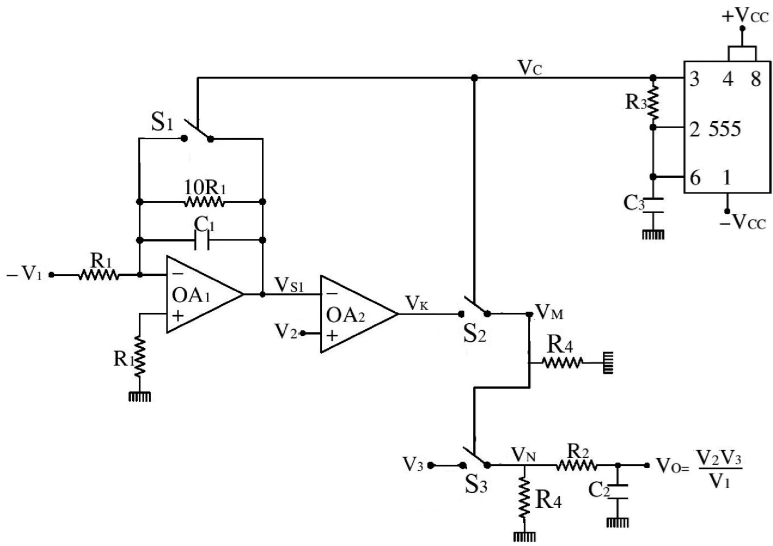 +VCC
VC
3 4 8
R3
S1
2 555
10R1
6 1
C1
C3
−VCC
−V1
R1
−
OA1
+
VS1
−
OA2
+
VK
V2
S2
VM
R1
R4
V3
S3
VN
R2
VO= V2V3
V1
R4
C2